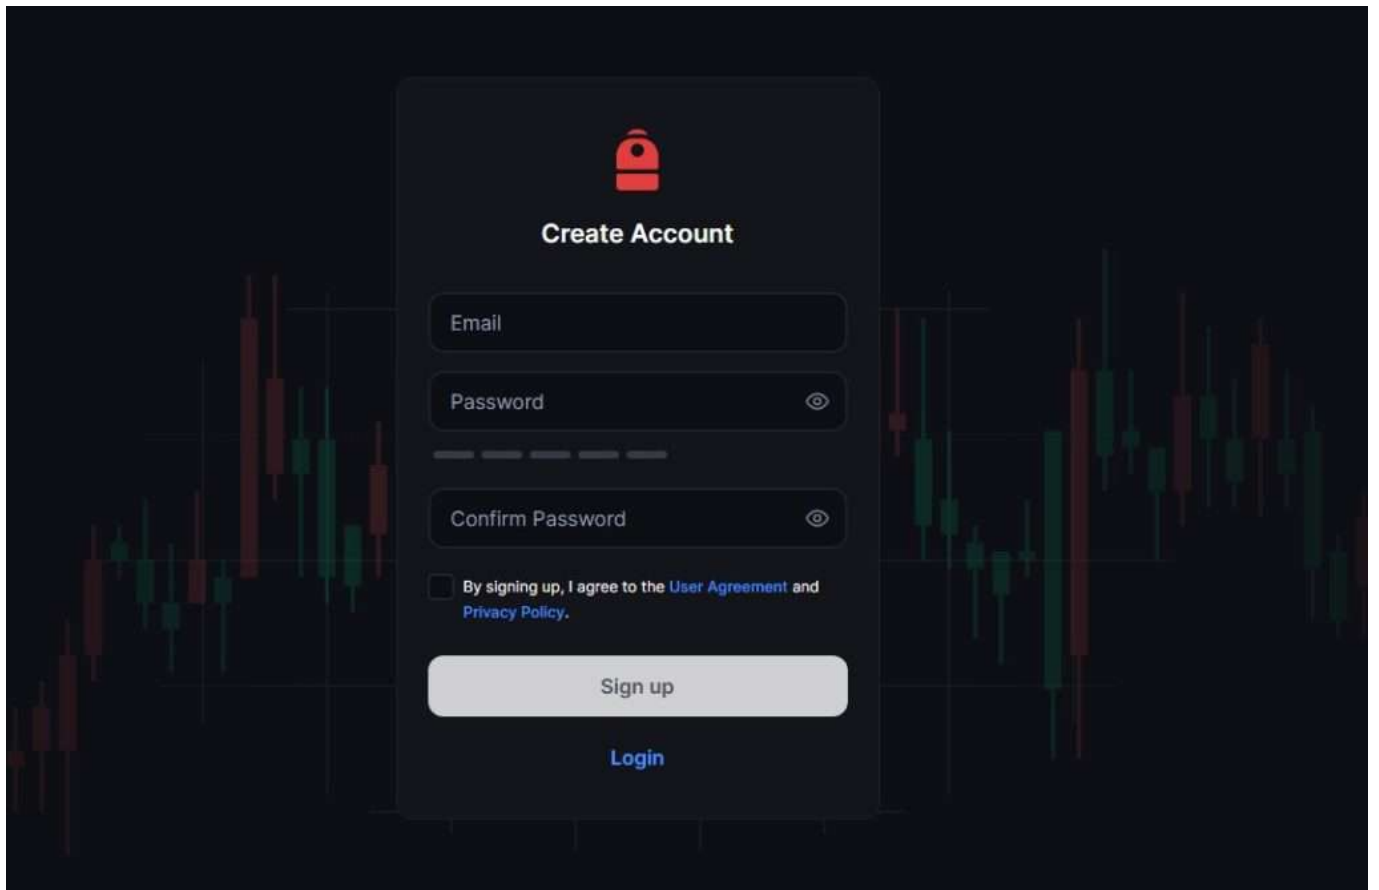 Create Account
Email
Password
Confirm Password
By signing up, I agree to the User Agreement and
Privacy Policy.
Sign up
Login